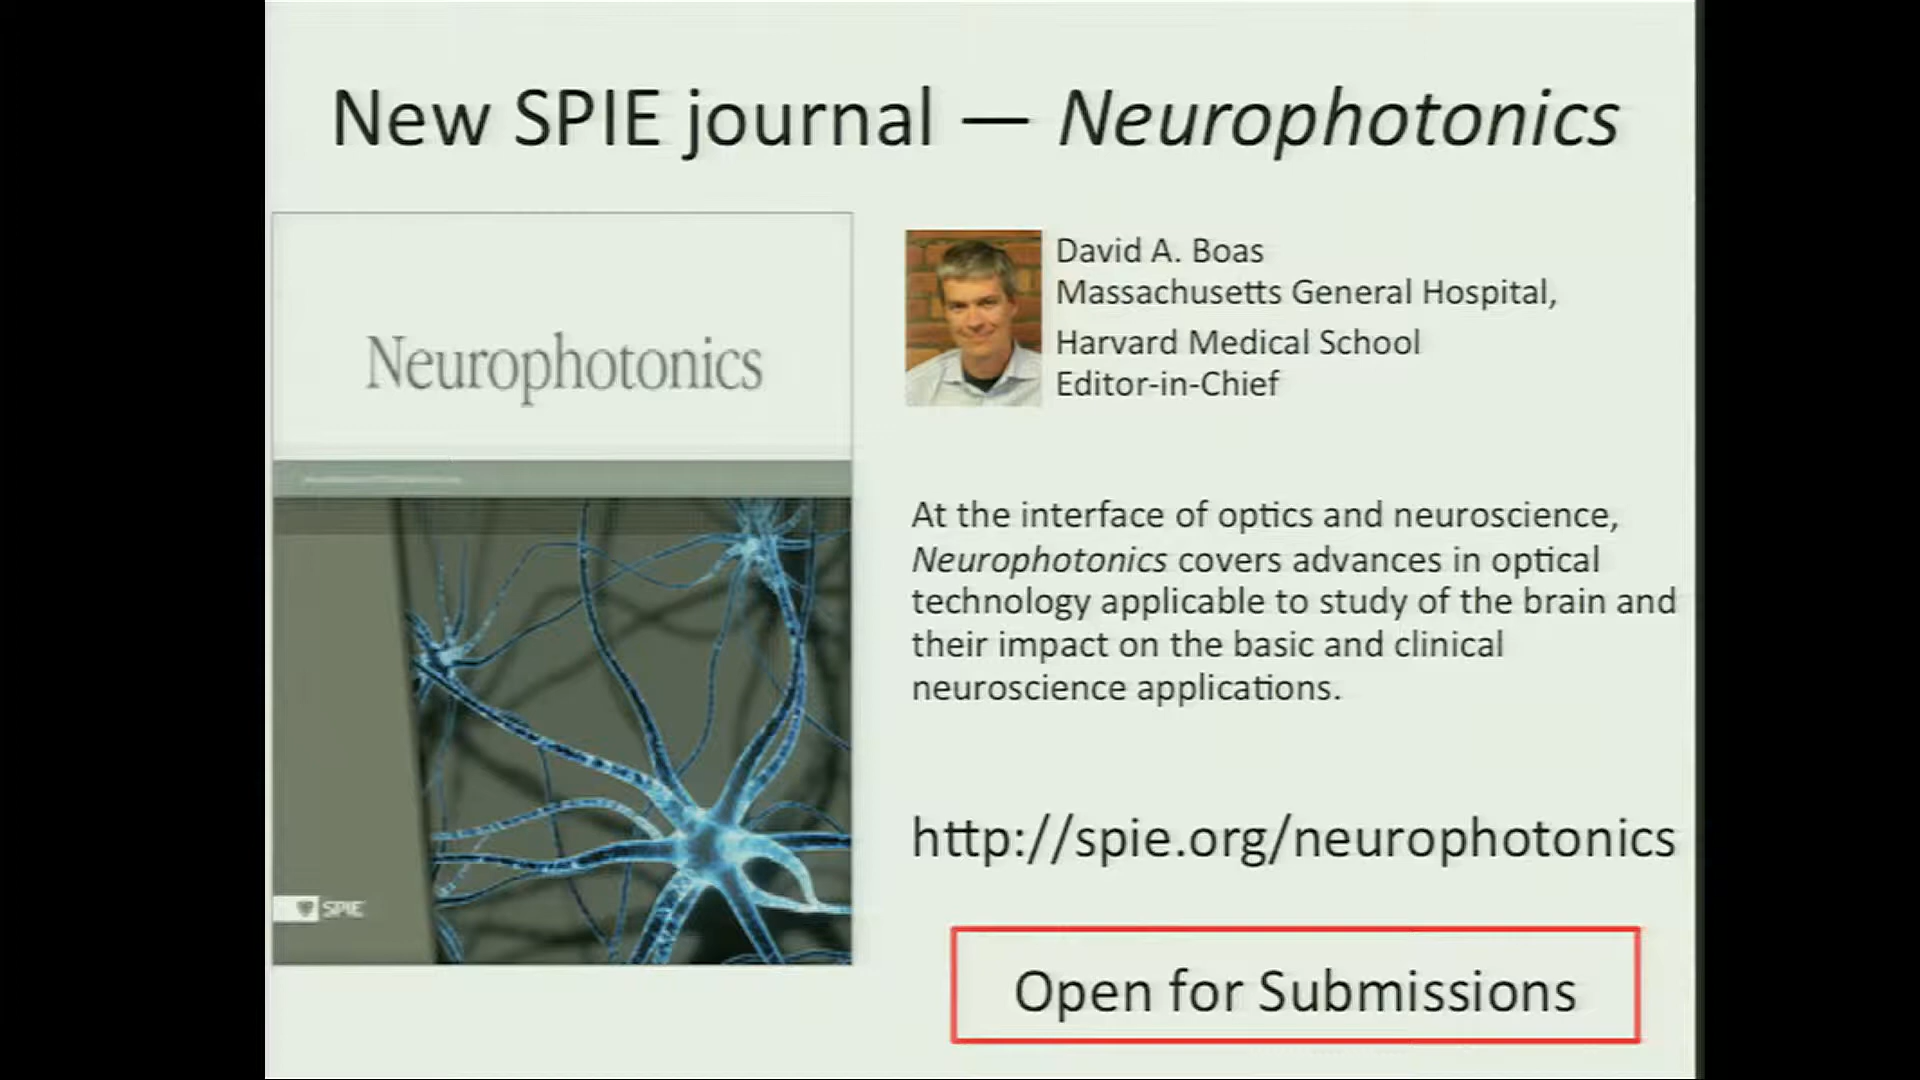 New SPIE journal — Neurophotonics
Neurophotonics
SPIE
David A. Boas
Massachusetts General Hospital,
Harvard Medical School
Editor-in-Chief
At the interface of optics and neuroscience,
Neurophotonics covers advances in optical
technology applicable to study of the brain and
their impact on the basic and clinical
neuroscience applications.
http://spie.org/neurophotonics
Open for Submissions